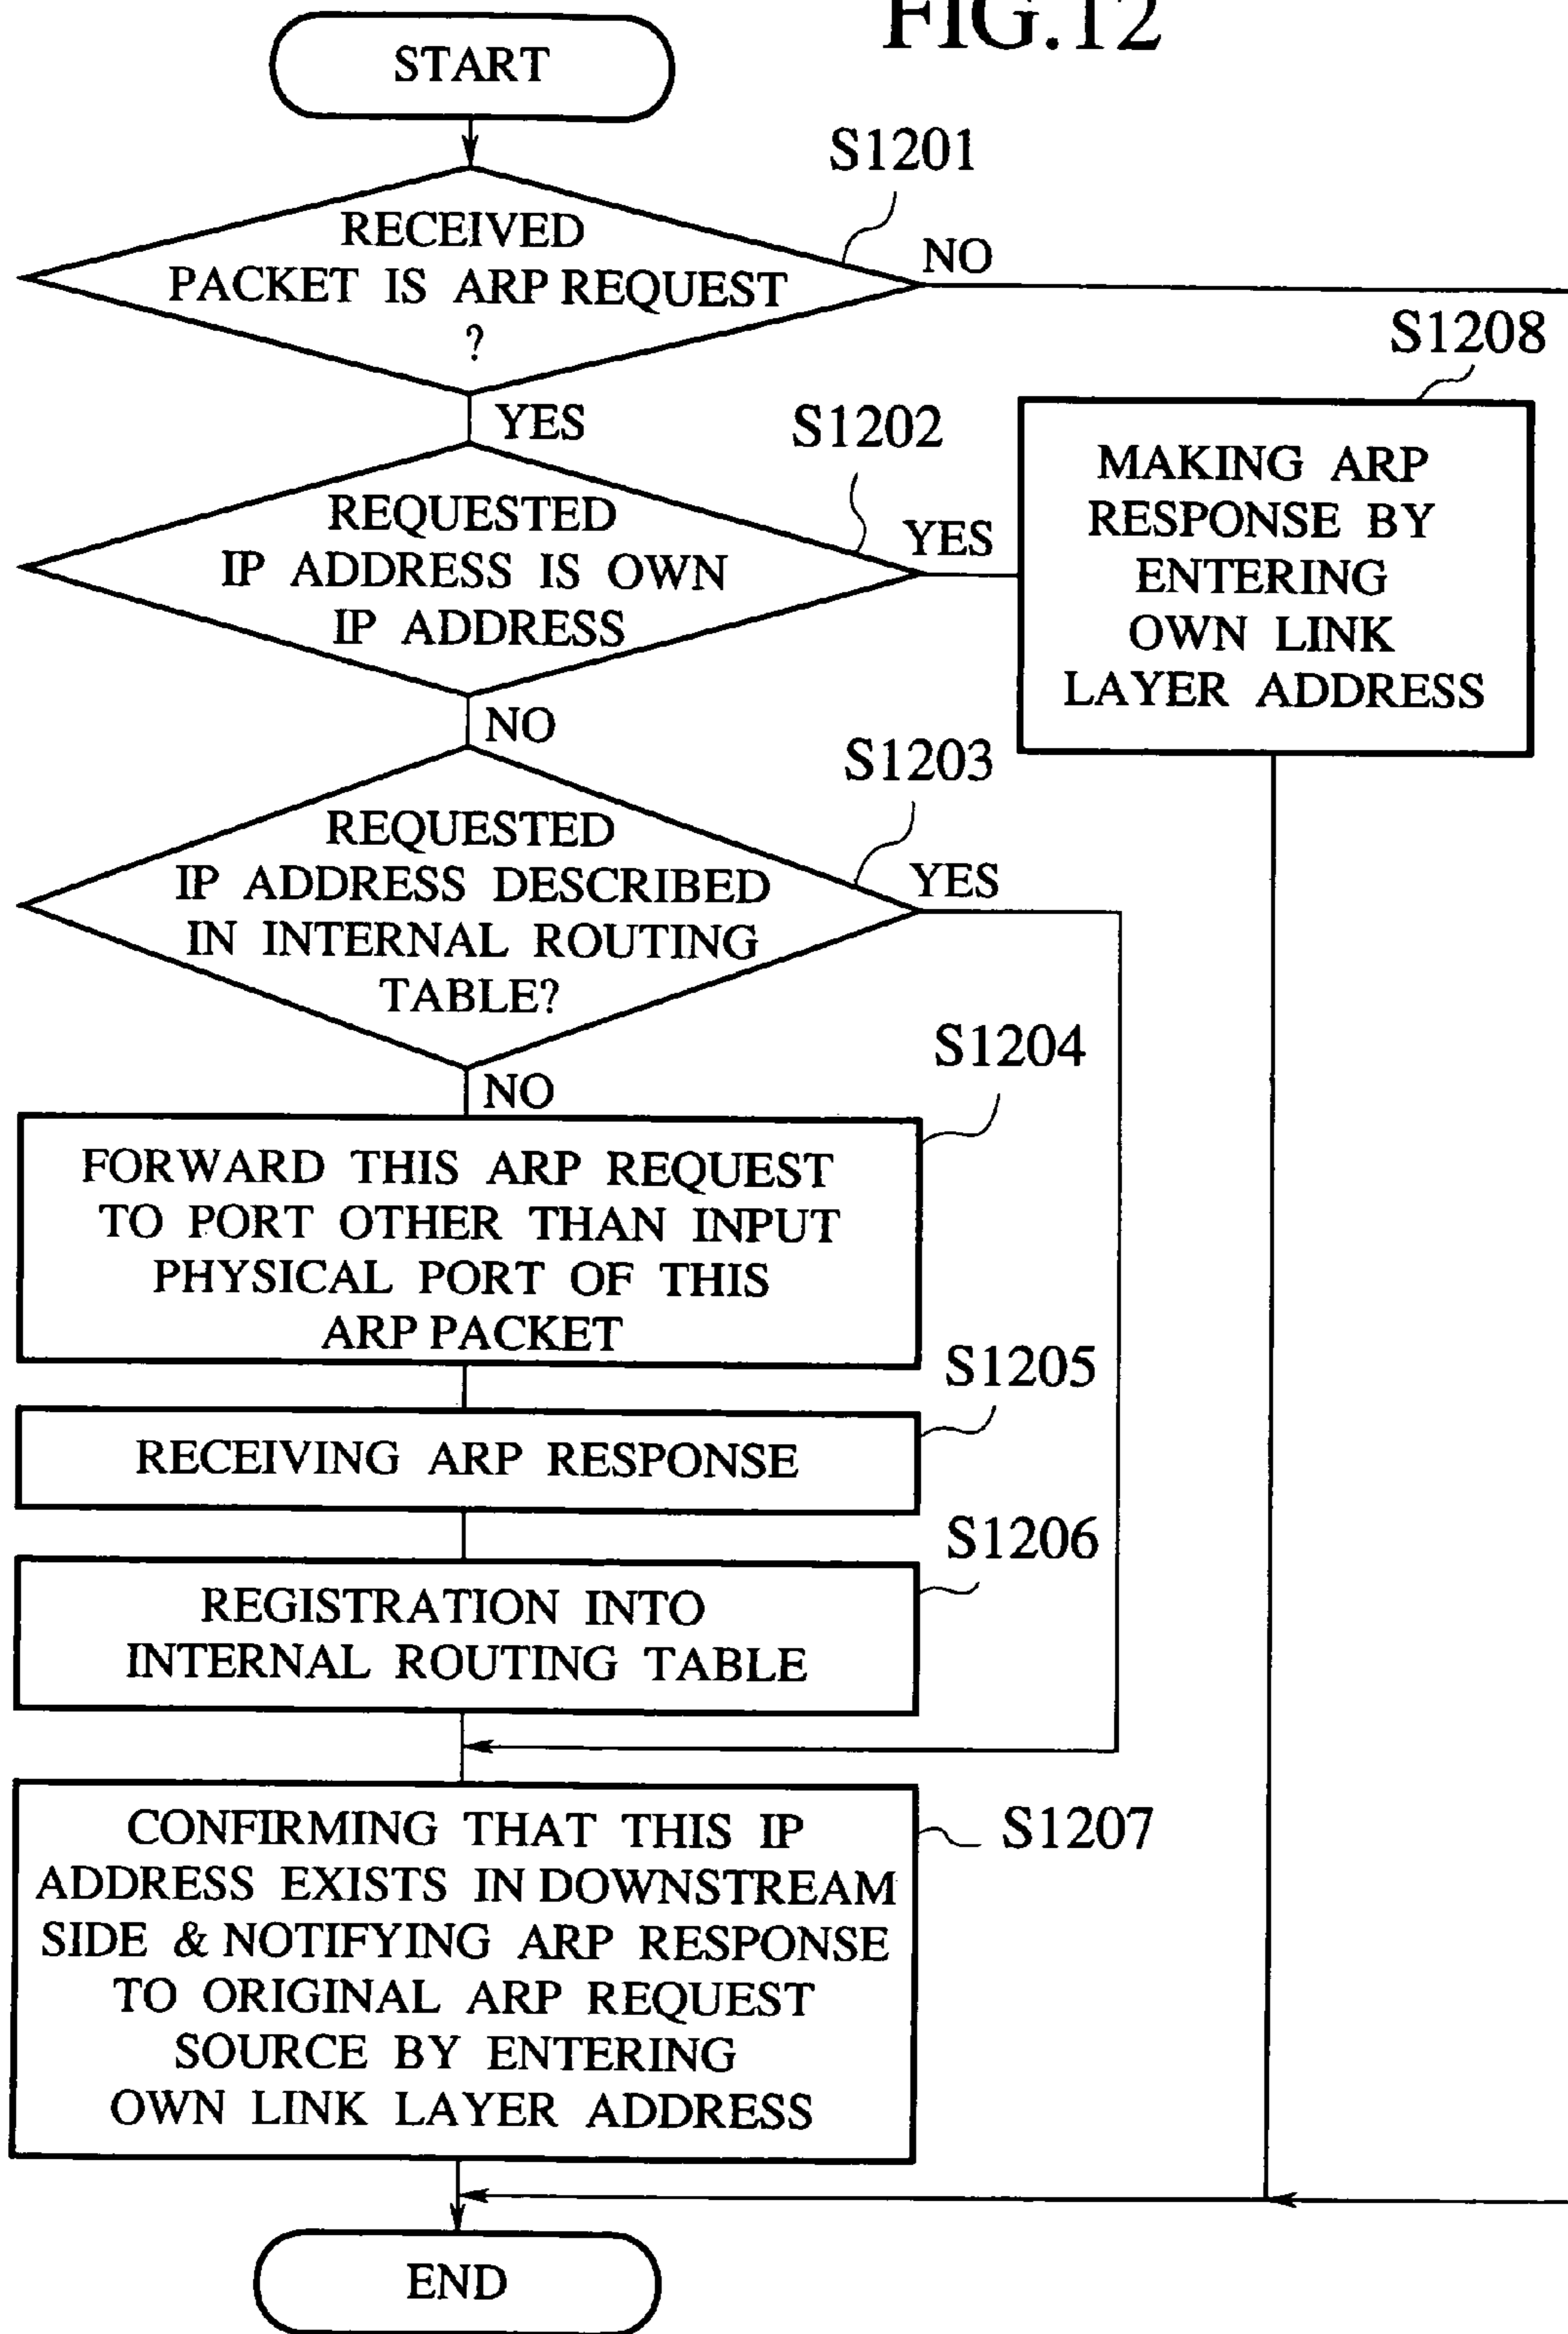 FIG.12
START
S1201
RECEIVED
PACKET IS ARP REQUEST
?
NO
YES
S1202
REQUESTED
IP ADDRESS IS OWN
IP ADDRESS
YES
S1208
MAKING ARP
RESPONSE BY
ENTERING
OWN LINK
LAYER ADDRESS
NO
S1203
REQUESTED
IP ADDRESS DESCRIBED
IN INTERNAL ROUTING
TABLE?
YES
NO
S1204
FORWARD THIS ARP REQUEST
TO PORT OTHER THAN INPUT
PHYSICAL PORT OF THIS
ARP PACKET
S1205
RECEIVING ARP RESPONSE
S1206
REGISTRATION INTO
INTERNAL ROUTING TABLE
S1207
CONFIRMING THAT THIS IP
ADDRESS EXISTS IN DOWNSTREAM
SIDE & NOTIFYING ARP RESPONSE
TO ORIGINAL ARP REQUEST
SOURCE BY ENTERING
OWN LINK LAYER ADDRESS
END